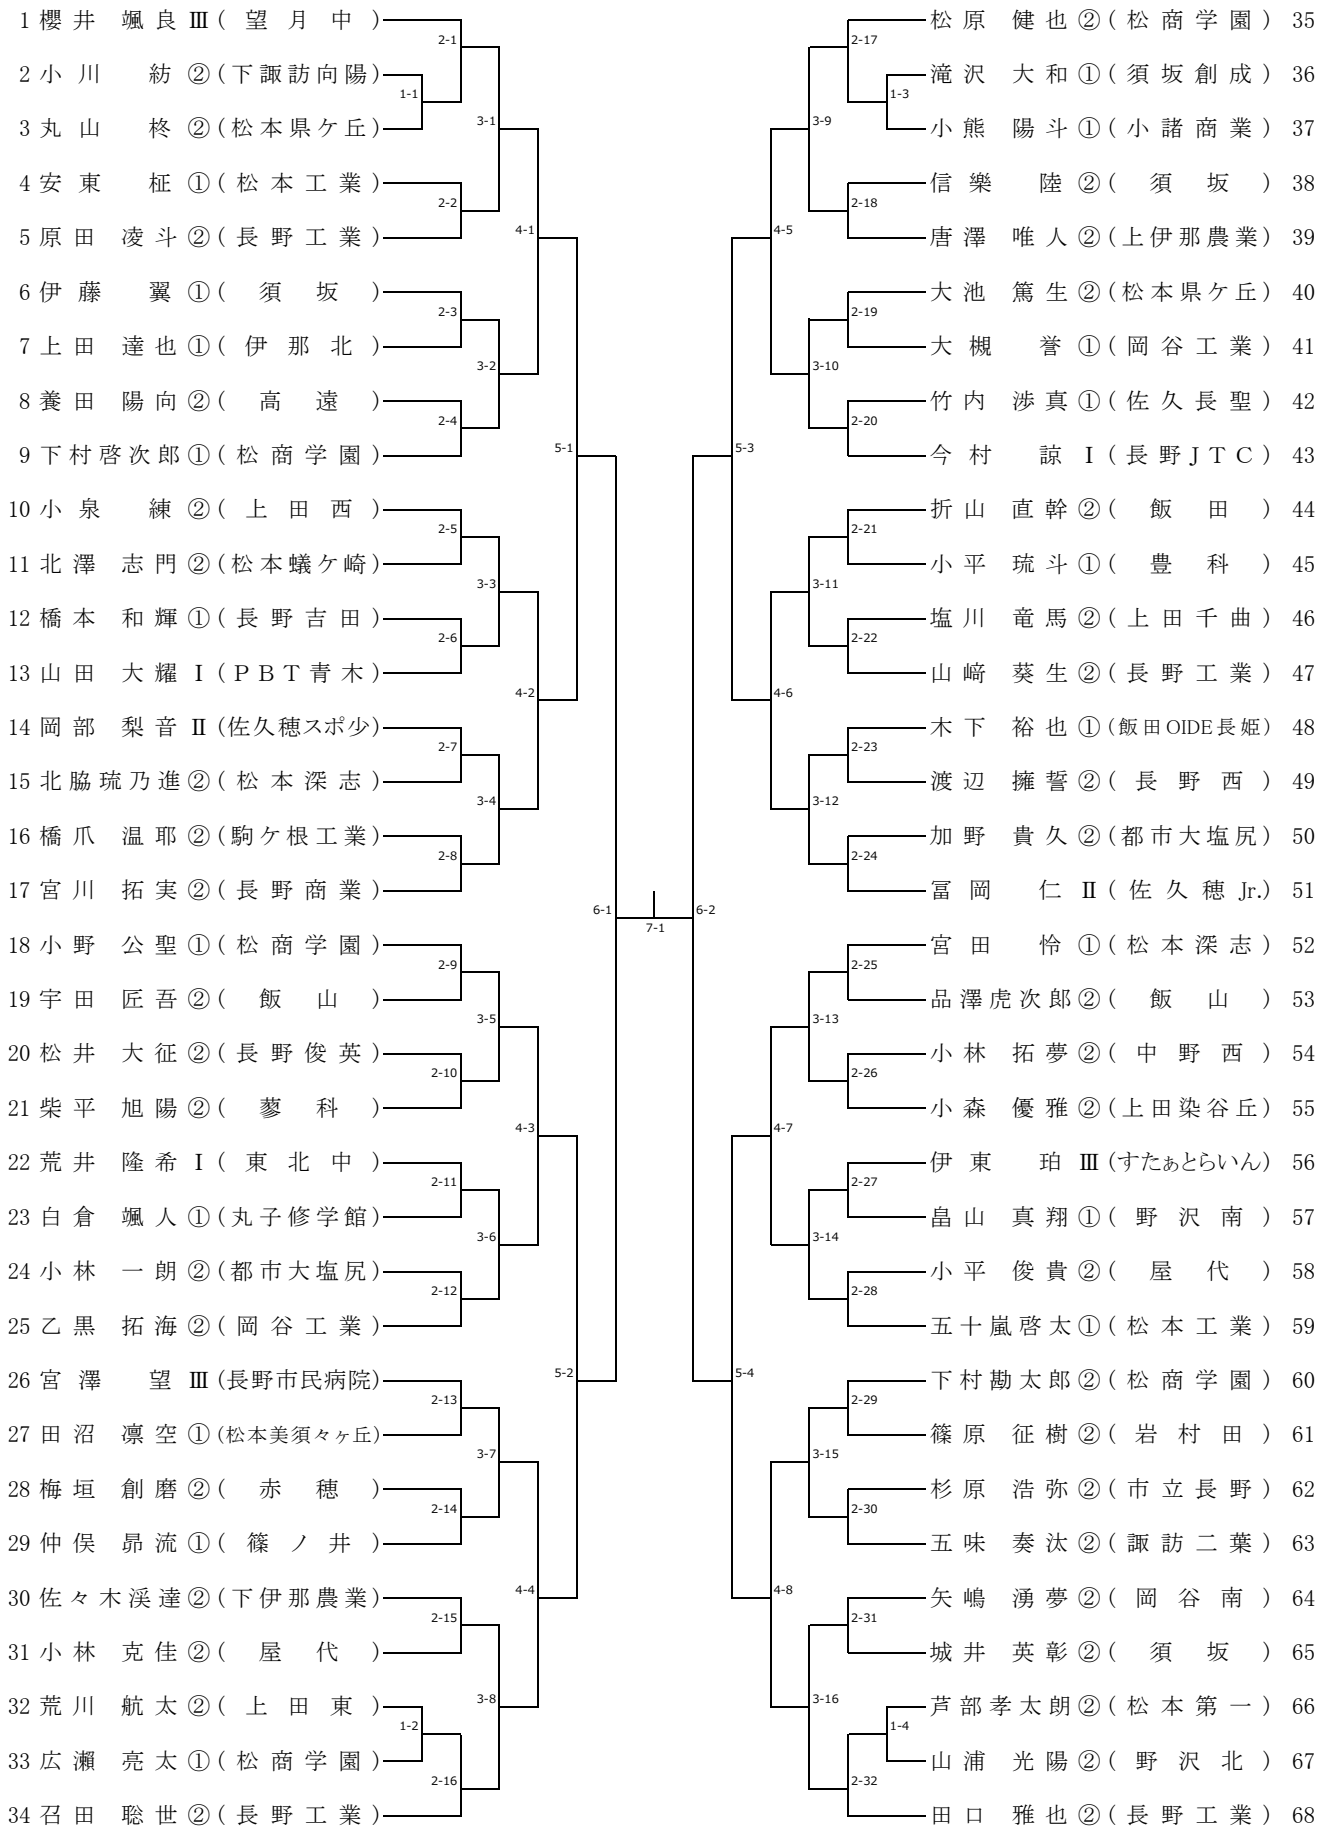 1 櫻井 颯良 Ⅲ (望月中)
2-1
2 小川 紡 ② (下諏訪向陽)
1-1
3 丸山 柊 ② (松本県ケ丘)
3-1
4 安東 柾 ① (松本工業)
2-2
5 原田 凌斗 ② (長野工業)
4-1
6 伊藤 翼 ① (須坂)
2-3
7 上田 達也 ① (伊那北)
3-2
8 養田 陽向 ② (高遠)
2-4
9 下村啓次郎 ① (松商学園)
5-1
10 小泉 練 ② (上田西)
2-5
11 北澤 志門 ② (松本蟻ケ崎)
3-3
12 橋本 和輝 ① (長野吉田)
2-6
13 山田 大耀 Ⅰ (PBT青木)
4-2
14 岡部 梨音 Ⅱ (佐久穂スポ少)
2-7
15 北脇琉乃進 ② (松本深志)
3-4
16 橋爪 温耶 ② (駒ケ根工業)
2-8
17 宮川 拓実 ② (長野商業)
6-1
18 小野 公聖 ① (松商学園)
2-9
19 宇田 匠吾 ② (飯山)
3-5
20 松井 大征 ② (長野俊英)
2-10
21 柴平 旭陽 ② (蓼科)
4-3
22 荒井 隆希 Ⅰ (東北中)
2-11
23 白倉 颯人 ① (丸子修学館)
3-6
24 小林 一朗 ② (都市大塩尻)
2-12
25 乙黒 拓海 ② (岡谷工業)
5-2
26 宮澤 望 Ⅲ (長野市民病院)
2-13
27 田沼 凛空 ① (松本美須々ヶ丘)
3-7
28 梅垣 創磨 ② (赤穂)
2-14
29 仲俣 昴流 ① (篠ノ井)
4-4
30 佐々木渓達 ② (下伊那農業)
2-15
31 小林 克佳 ② (屋代)
3-8
32 荒川 航太 ② (上田東)
1-2
33 広瀬 亮太 ① (松商学園)
2-16
34 召田 聡世 ② (長野工業)
7-1
松原 健也 ② (松商学園) 35
2-17
滝沢 大和 ① (須坂創成) 36
1-3
小熊 陽斗 ① (小諸商業) 37
3-9
信樂 陸 ② (須坂) 38
2-18
唐澤 唯人 ② (上伊那農業) 39
4-5
大池 篤生 ② (松本県ケ丘) 40
2-19
大槻 誉 ① (岡谷工業) 41
3-10
竹内 渉真 ① (佐久長聖) 42
2-20
今村 諒 Ⅰ (長野JTC) 43
5-3
折山 直幹 ② (飯田) 44
2-21
小平 琉斗 ① (豊科) 45
3-11
塩川 竜馬 ② (上田千曲) 46
2-22
山﨑 葵生 ② (長野工業) 47
4-6
木下 裕也 ① (飯田OIDE長姫) 48
2-23
渡辺 擁誓 ② (長野西) 49
3-12
加野 貴久 ② (都市大塩尻) 50
2-24
冨岡 仁 Ⅱ (佐久穂Jr.) 51
6-2
宮田 怜 ① (松本深志) 52
2-25
品澤虎次郎 ② (飯山) 53
3-13
小林 拓夢 ② (中野西) 54
2-26
小森 優雅 ② (上田染谷丘) 55
4-7
伊東 珀 Ⅲ (すたぁとらいん) 56
2-27
畠山 真翔 ① (野沢南) 57
3-14
小平 俊貴 ② (屋代) 58
2-28
五十嵐啓太 ① (松本工業) 59
5-4
下村勘太郎 ② (松商学園) 60
2-29
篠原 征樹 ② (岩村田) 61
3-15
杉原 浩弥 ② (市立長野) 62
2-30
五味 奏汰 ② (諏訪二葉) 63
4-8
矢嶋 湧夢 ② (岡谷南) 64
2-31
城井 英彰 ② (須坂) 65
3-16
芦部孝太朗 ② (松本第一) 66
1-4
山浦 光陽 ② (野沢北) 67
2-32
田口 雅也 ② (長野工業) 68